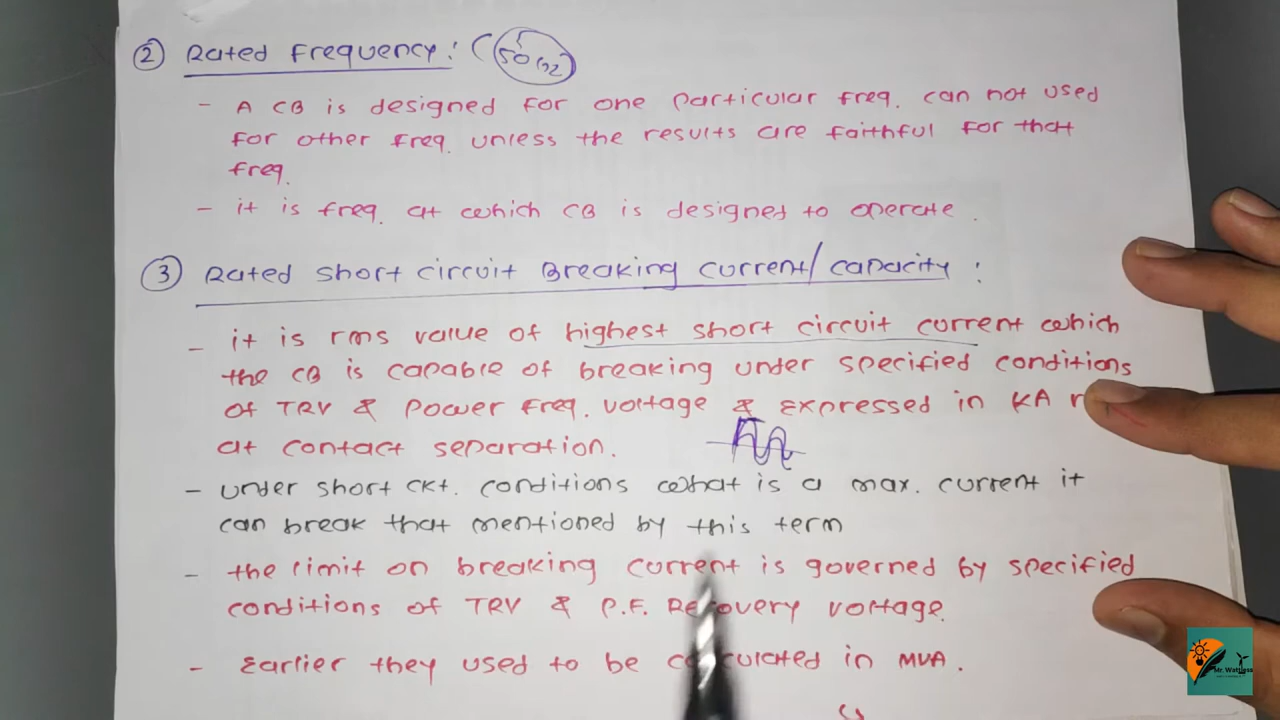 ② Rated Frequency: (50Hz)
- A CB is designed for one particular freq. can not used
for other freq. unless the results are faithful for that
freq.
- it is freq. at which CB is designed to operate.
③ Rated short circuit Breaking current/capacity:
- it is rms value of highest short circuit current which
the CB is capable of breaking under specified conditions
of TRV & Power freq. voltage & expressed in KA
at contact separation.
- under short ckt. conditions what is a max. current it
can break that mentioned by this term
- the limit on breaking current is governed by specified
conditions of TRV & P.F. Recovery voltage.
- Earlier they used to be calculated in MVA.
Mr. Wattless